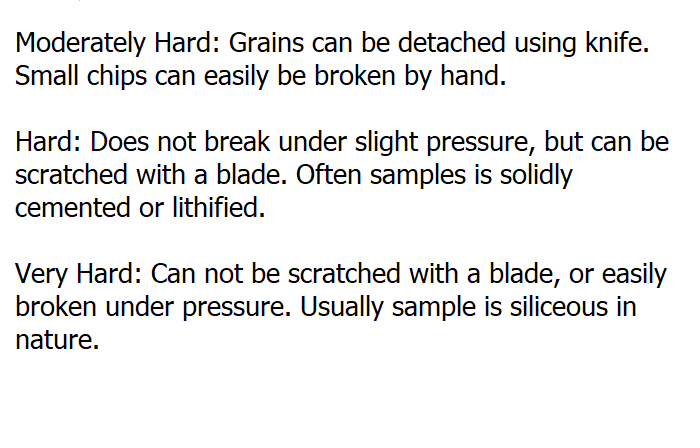 Moderately Hard: Grains can be detached using knife.
Small chips can easily be broken by hand.
Hard: Does not break under slight pressure, but can be
scratched with a blade. Often samples is solidly
cemented or lithified.
Very Hard: Can not be scratched with a blade, or easily
broken under pressure. Usually sample is siliceous in
nature.